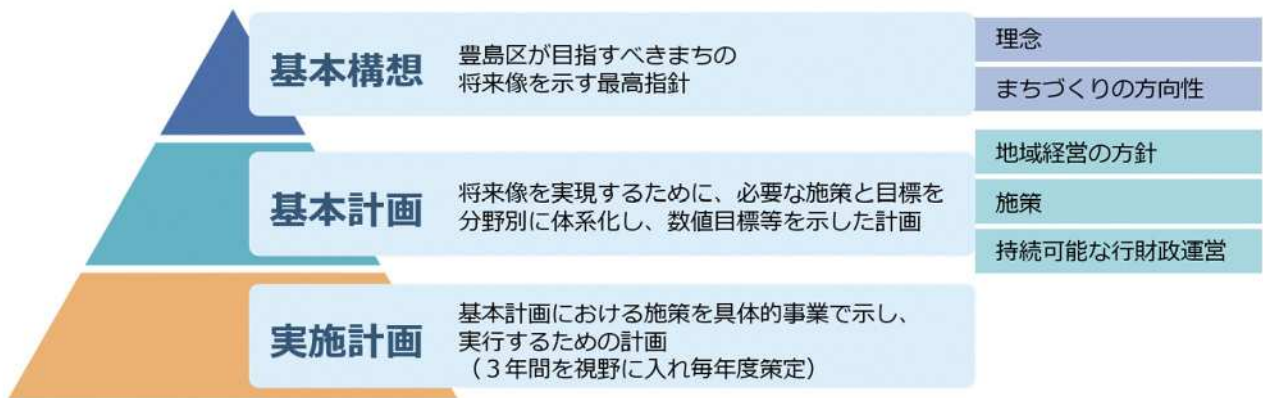 基本構想
豊島区が目指すべきまちの
将来像を示す最高指針
理念
まちづくりの方向性
基本計画
将来像を実現するために、必要な施策と目標を
分野別に体系化し、数値目標等を示した計画
地域経営の方針
施策
持続可能な行財政運営
実施計画
基本計画における施策を具体的事業で示し、
実行するための計画
（３年間を視野に入れ毎年度策定）